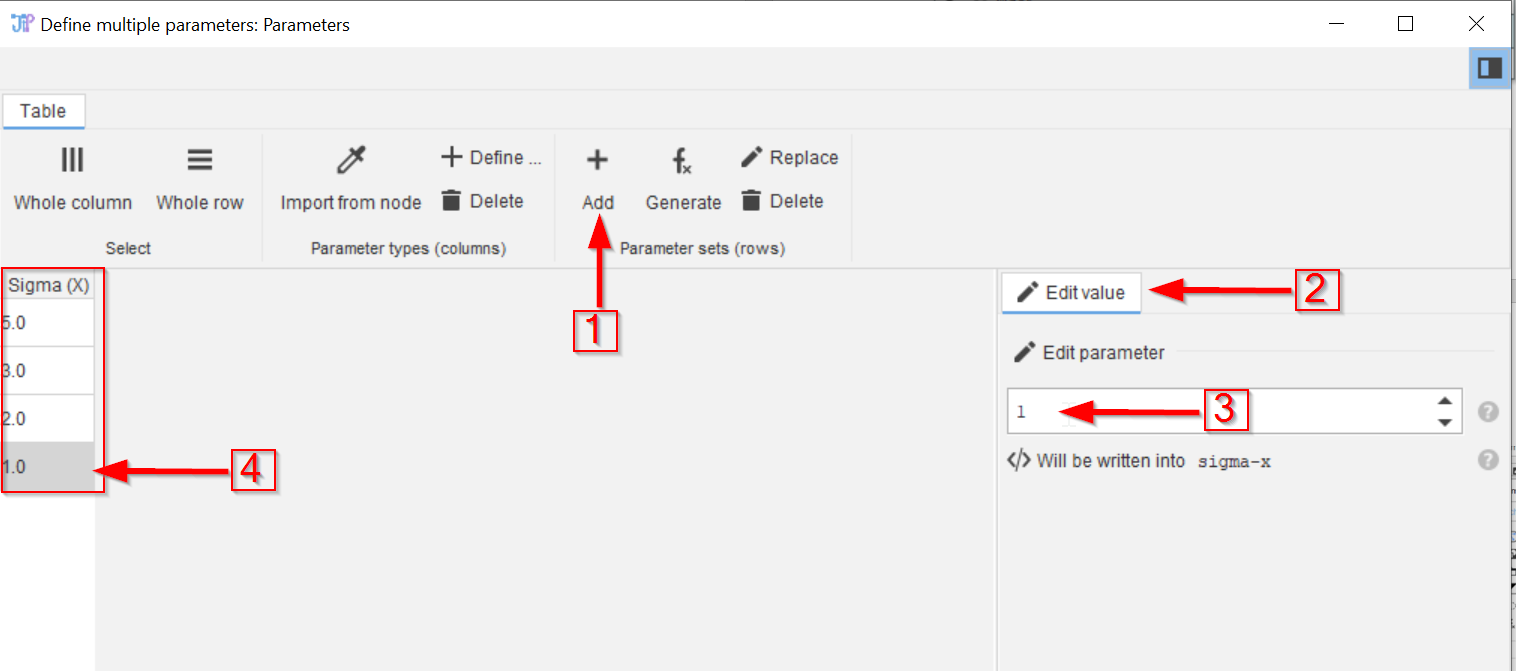 JIP Define multiple parameters: Parameters
Table
Whole column Whole row Import from node Define ... Delete Add Generate Replace Delete
Select Parameter types (columns) Parameter sets (rows)
Sigma (X)
5.0
3.0
2.0
1.0
1
4
Edit value
2
Edit parameter
1
3
?
</> Will be written into sigma-x
?